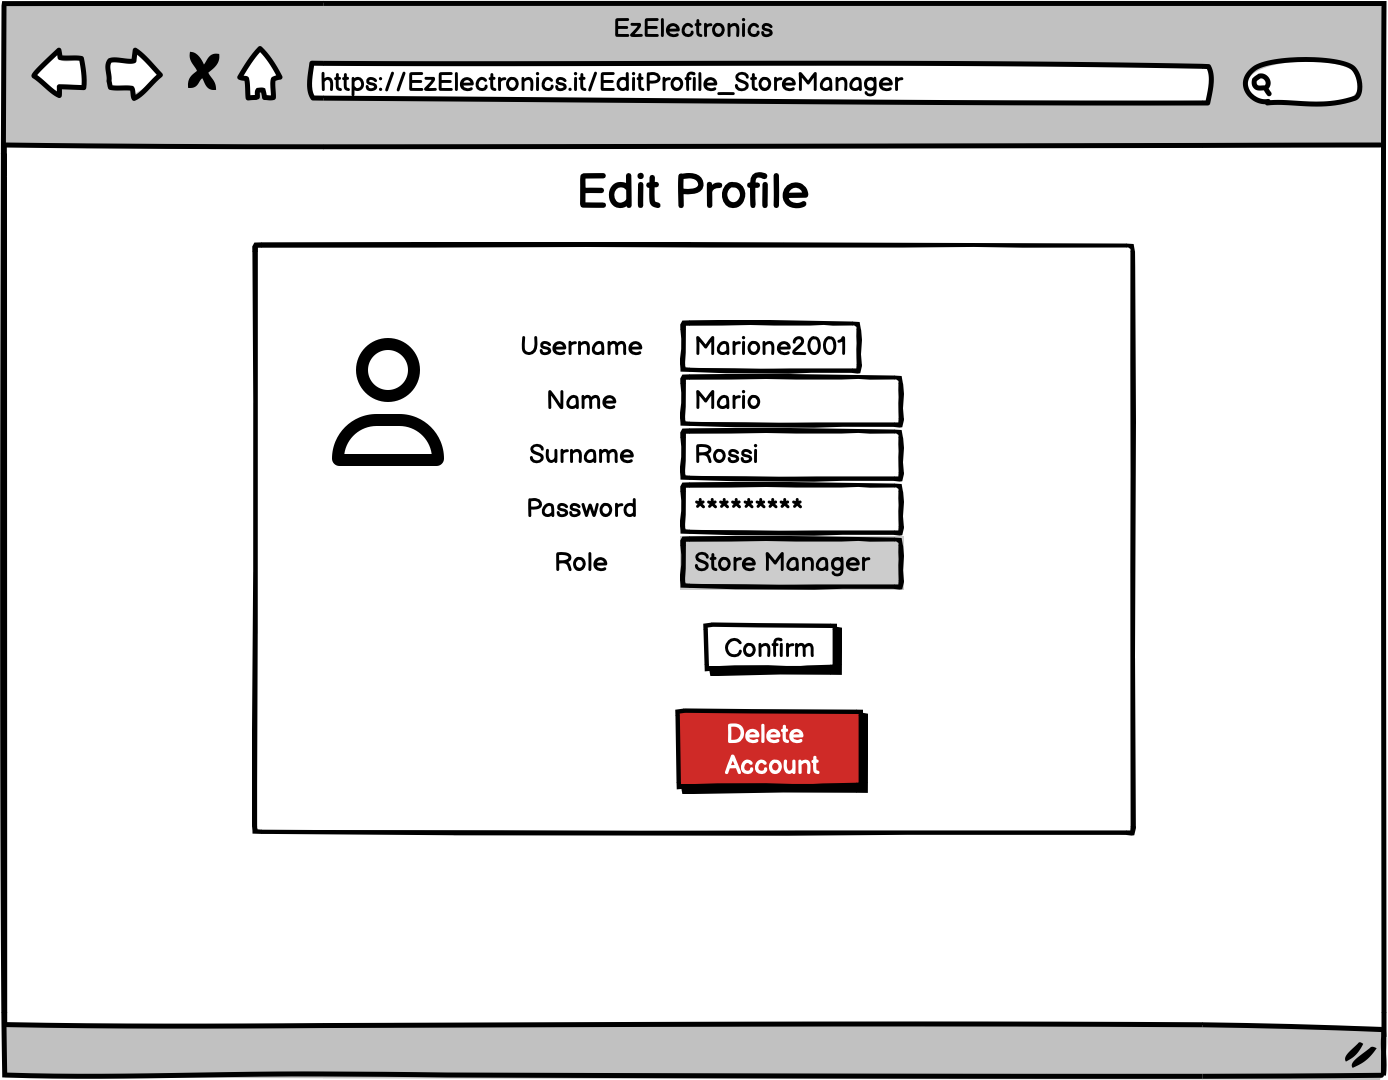 EzElectronics
https://EzElectronics.it/EditProfile_StoreManager
Edit Profile
Username Marione2001
Name Mario
Surname Rossi
Password *********
Role Store Manager
Confirm
Delete
Account